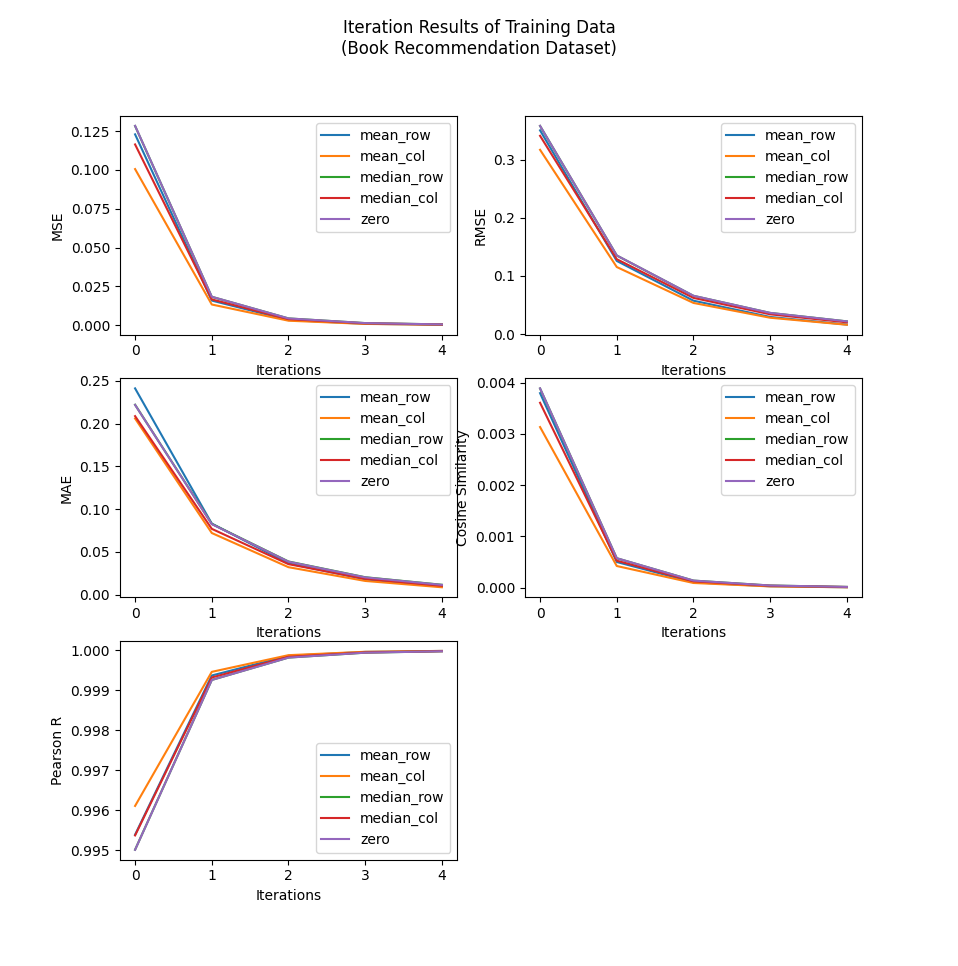 Iteration Results of Training Data
(Book Recommendation Dataset)
MSE
0.125
0.100
0.075
0.050
0.025
0.000
0 1 2 3 4
Iterations
mean_row
mean_col
median_row
median_col
zero
RMSE
0.3
0.2
0.1
0.0
0 1 2 3 4
Iterations
mean_row
mean_col
median_row
median_col
zero
MAE
0.25
0.20
0.15
0.10
0.05
0.00
0 1 2 3 4
Iterations
mean_row
mean_col
median_row
median_col
zero
Cosine Similarity
0.004
0.003
0.002
0.001
0.000
0 1 2 3 4
Iterations
mean_row
mean_col
median_row
median_col
zero
Pearson R
1.000
0.999
0.998
0.997
0.996
0.995
0 1 2 3 4
Iterations
mean_row
mean_col
median_row
median_col
zero